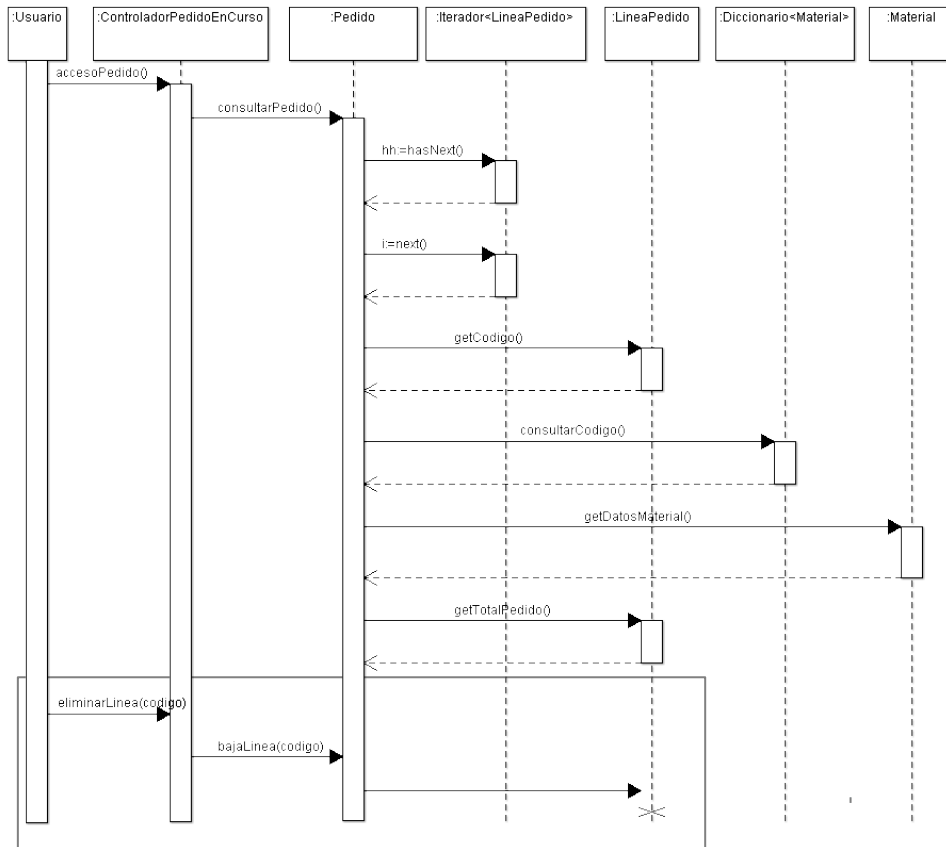 :Usuario
:ControladorPedidoEnCurso
:Pedido
:Iterador<LineaPedido>
:LineaPedido
:Diccionario<Material>
:Material
accesoPedido()
consultarPedido()
hh:=hasNext()
i:=next()
getCodigo()
consultarCodigo()
getDatosMaterial()
getTotalPedido()
eliminarLinea(codigo)
bajaLinea(codigo)